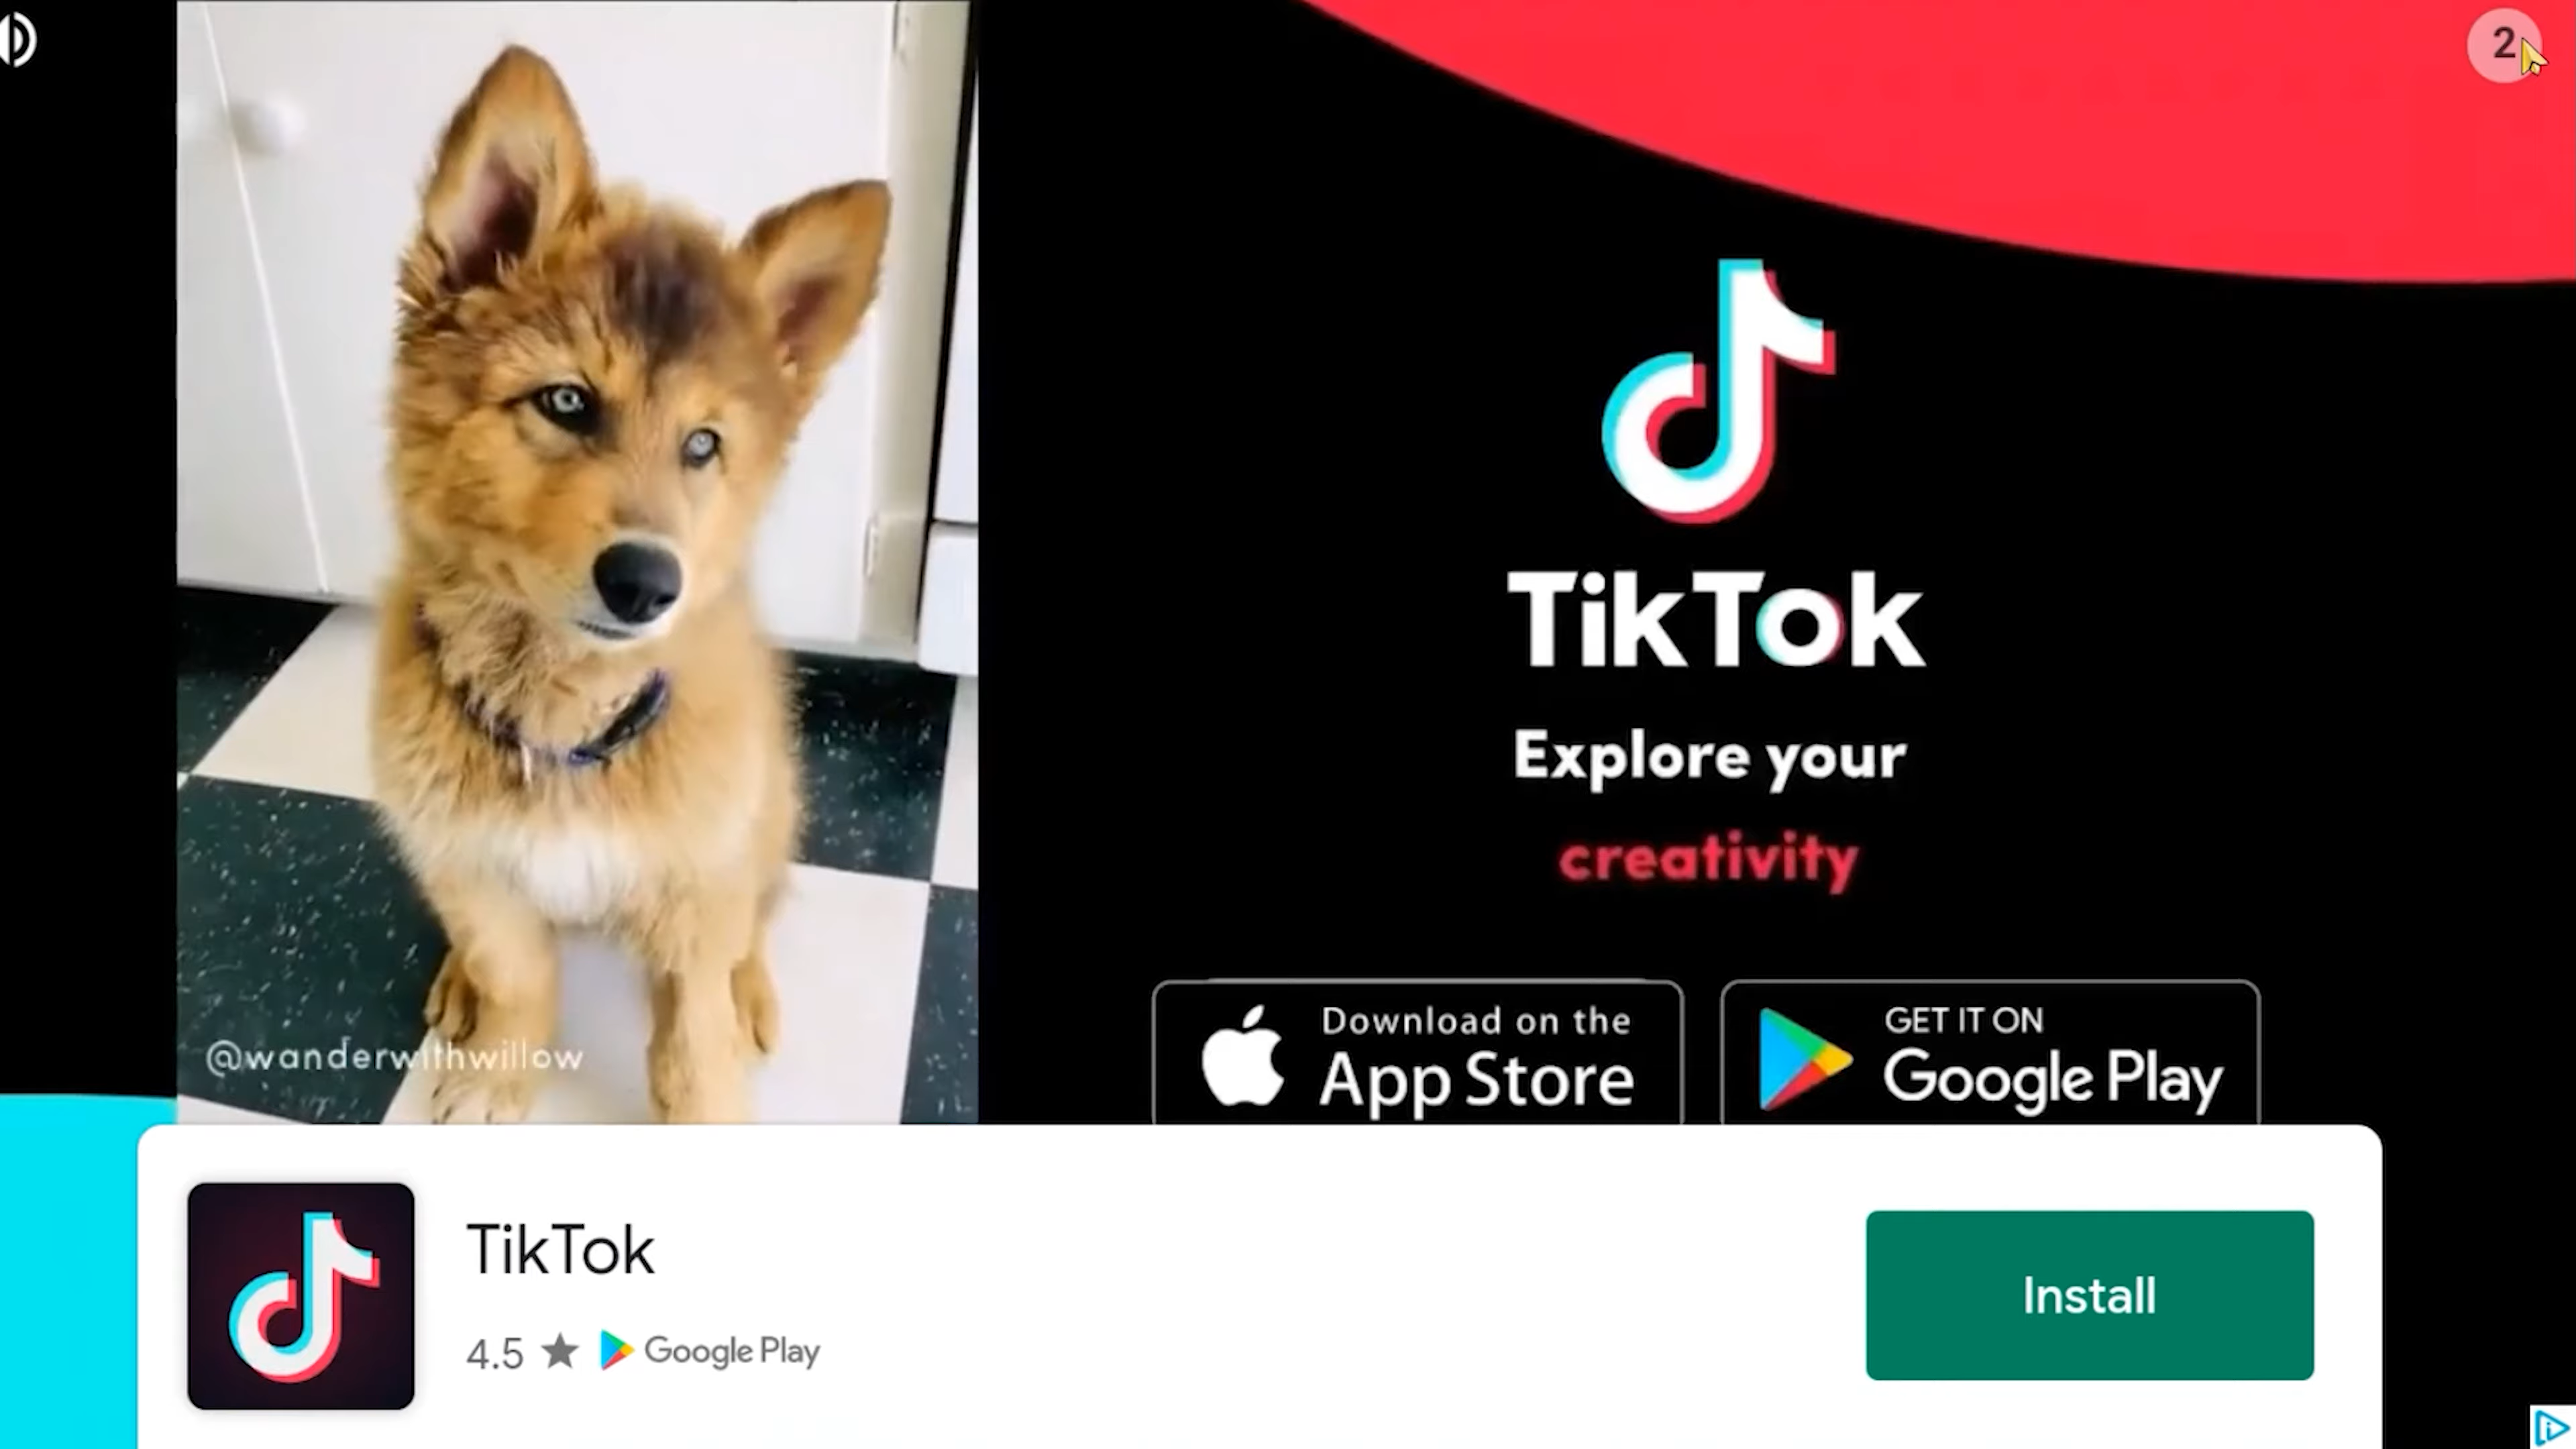 2
TikTok
Explore your
creativity
@wanderwithwillow
Download on the
App Store
GET IT ON
Google Play
TikTok
4.5 ★ Google Play
Install